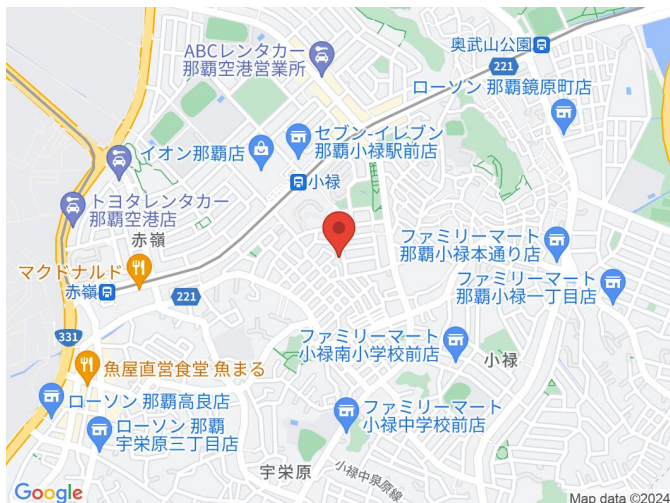 ABCレンタカー
那覇空港営業所
奥武山公園
221
ローソン 那覇鏡原町店
セブン-イレブン
那覇小禄駅前店
イオン那覇店
小禄
トヨタレンタカー
那覇空港店
赤嶺
マクドナルド
赤嶺
221
ファミリーマート
那覇小禄本通り店
ファミリーマート
那覇小禄一丁目店
331
ファミリーマート
小禄南小学校前店
小禄
魚屋直営食堂 魚まる
ローソン 那覇高良店
ローソン 那覇
宇栄原三丁目店
ファミリーマート
小禄中学校前店
宇栄原
小禄中泉原線
Google
Map data ©2024